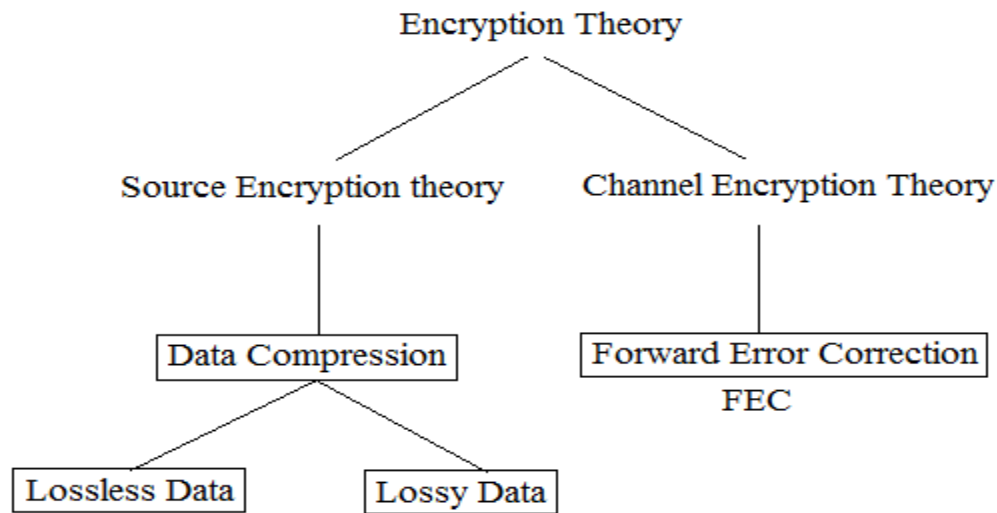 Encryption Theory
Source Encryption theory
Channel Encryption Theory
Data Compression
Forward Error Correction
FEC
Lossless Data
Lossy Data